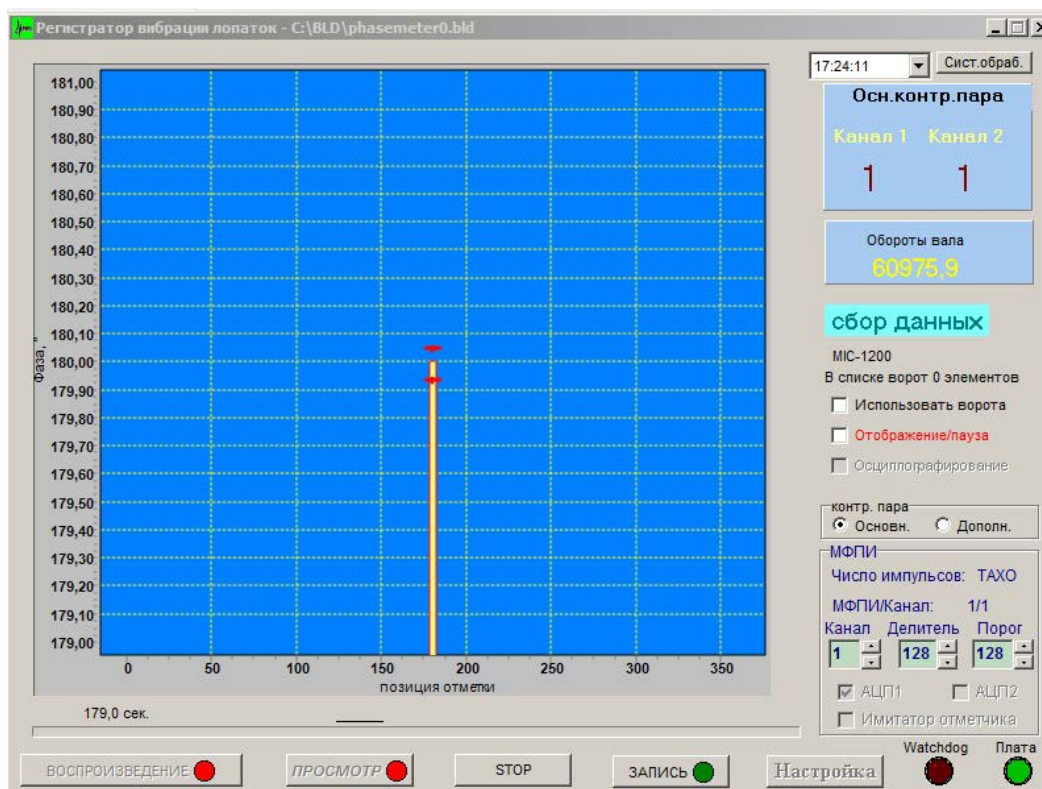 Регистратор вибрации лопаток - C:\BLD\phasemeter0.bld
181,00
180,90
180,80
180,70
180,60
180,50
180,40
180,30
180,20
180,10
180,00
179,90
179,80
179,70
179,60
179,50
179,40
179,30
179,20
179,10
179,00
Фаза, °
0 50 100 150 200 250 300 350
позиция отметки
179,0 сек.
17:24:11 Сист.обраб.
Осн.контр.пара
Канал 1 Канал 2
1 1
Обороты вала
60975.9
сбор данных
MIC-1200
В списке ворот 0 элементов
Использовать ворота
Отображение/пауза
Осциллографирование
контр. пара
Основн. Дополн.
МФПИ
Число импульсов: ТАХО
МФПИ/Канал: 1/1
Канал Делитель Порог
1 128 128
АЦП1 АЦП2
Имитатор отметчика
ВОСПРОИЗВЕДЕНИЕ ПРОСМОТР STOP ЗАПИСЬ Настройка Watchdog Плата